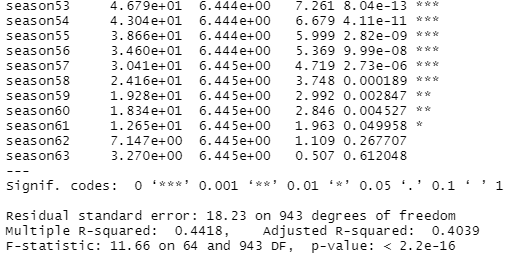 season53 4.679e+01 6.444e+00 7.261 8.04e-13 ***
season54 4.304e+01 6.444e+00 6.679 4.11e-11 ***
season55 3.866e+01 6.444e+00 5.999 2.82e-09 ***
season56 3.460e+01 6.444e+00 5.369 9.99e-08 ***
season57 3.041e+01 6.445e+00 4.719 2.73e-06 ***
season58 2.416e+01 6.445e+00 3.748 0.000189 ***
season59 1.928e+01 6.445e+00 2.992 0.002847 **
season60 1.834e+01 6.445e+00 2.846 0.004527 **
season61 1.265e+01 6.445e+00 1.963 0.049958 *
season62 7.147e+00 6.445e+00 1.109 0.267707
season63 3.270e+00 6.445e+00 0.507 0.612048
---
Signif. codes: 0 ‘***’ 0.001 ‘**’ 0.01 ‘*’ 0.05 ‘.’ 0.1 ‘ ’ 1
Residual standard error: 18.23 on 943 degrees of freedom
Multiple R-squared: 0.4418, Adjusted R-squared: 0.4039
F-statistic: 11.66 on 64 and 943 DF, p-value: < 2.2e-16